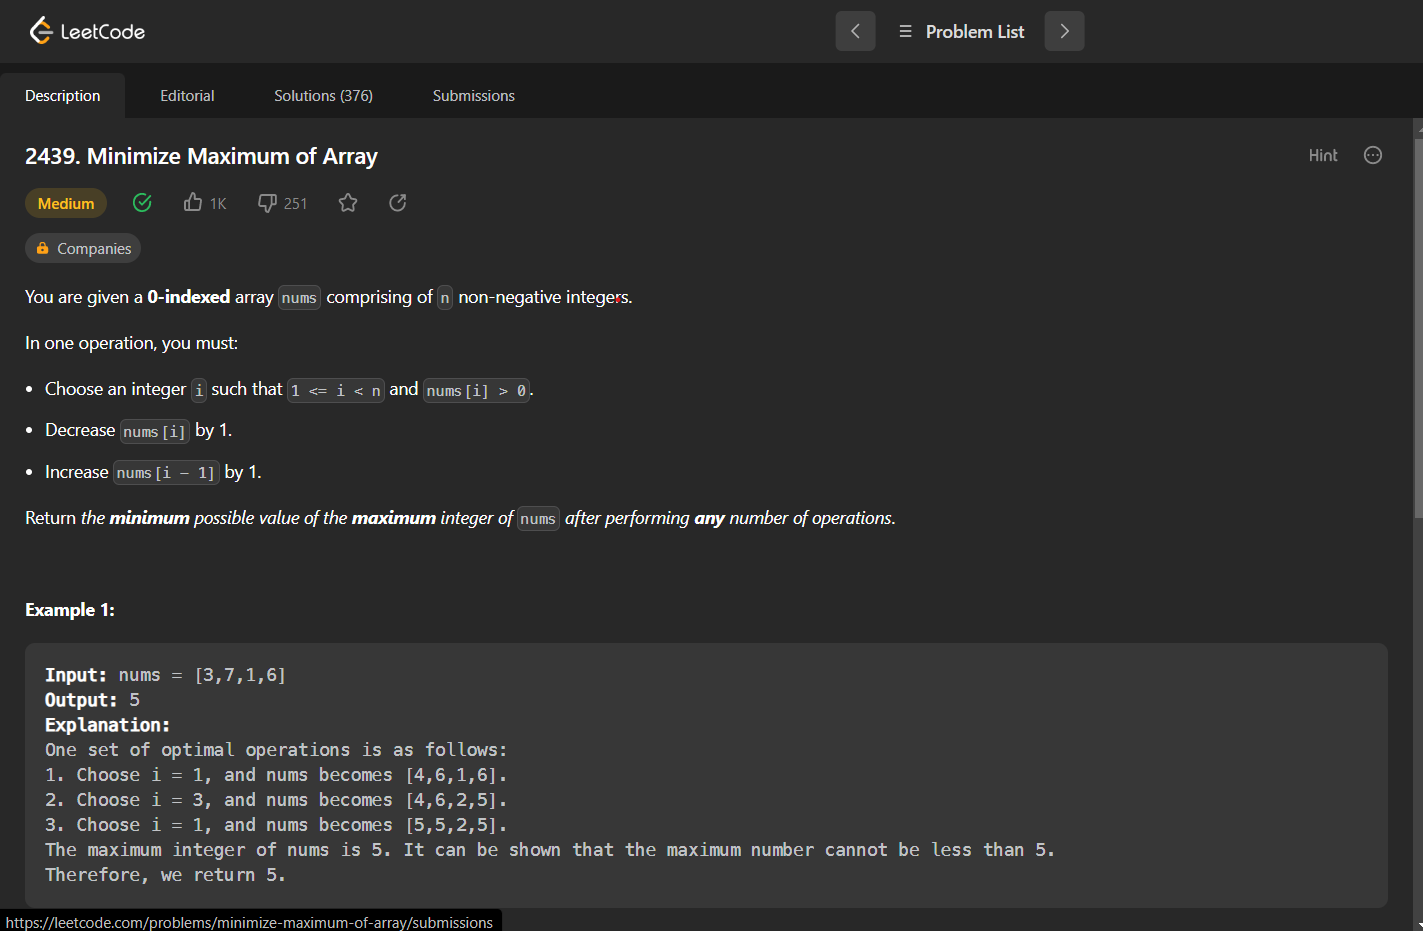 LeetCode
Problem List
Description Editorial Solutions (376) Submissions
2439. Minimize Maximum of Array
Hint
Medium 1K 251
Companies
You are given a 0-indexed array nums comprising of n non-negative integers.
In one operation, you must:
• Choose an integer i such that 1 <= i < n and nums[i] > 0.
• Decrease nums[i] by 1.
• Increase nums[i - 1] by 1.
Return the minimum possible value of the maximum integer of nums after performing any number of operations.
Example 1:
Input: nums = [3,7,1,6]
Output: 5
Explanation:
One set of optimal operations is as follows:
1. Choose i = 1, and nums becomes [4,6,1,6].
2. Choose i = 3, and nums becomes [4,6,2,5].
3. Choose i = 1, and nums becomes [5,5,2,5].
The maximum integer of nums is 5. It can be shown that the maximum number cannot be less than 5.
Therefore, we return 5.
https://leetcode.com/problems/minimize-maximum-of-array/submissions